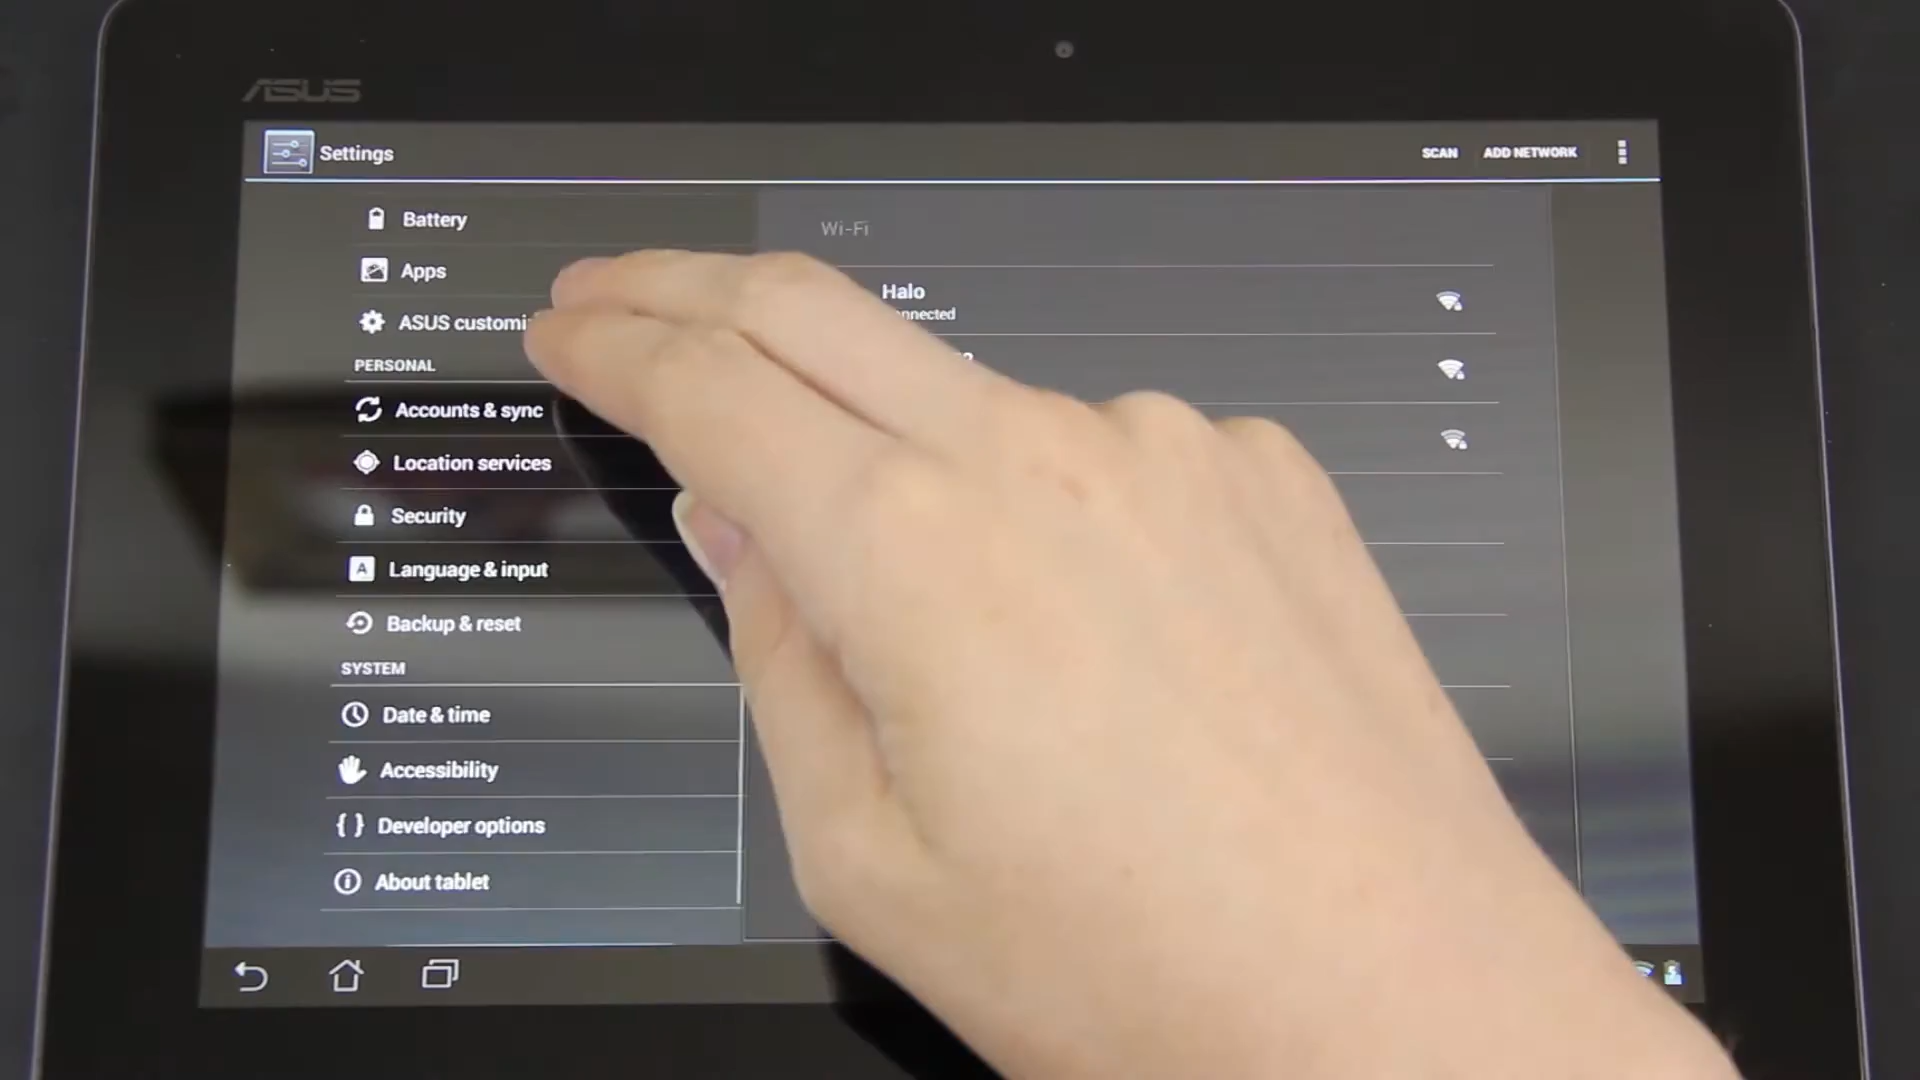 ASUS
Settings
SCAN
ADD NETWORK
Battery
Apps
ASUS
PERSONAL
Accounts & sync
Location services
Security
Language & input
Backup & reset
SYSTEM
Date & time
Accessibility
Developer options
About tablet
Wi-Fi
Halo